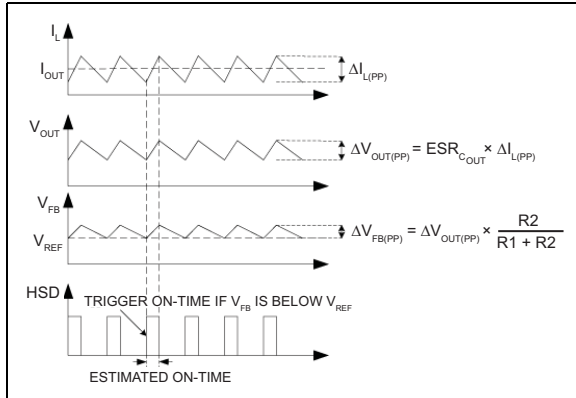 I_L
I_OUT
ΔI_L(PP)
V_OUT
ΔV_OUT(PP) = ESR_C_OUT × ΔI_L(PP)
V_FB
V_REF
ΔV_FB(PP) = ΔV_OUT(PP) × R2 / R1 + R2
HSD
TRIGGER ON-TIME IF V_FB IS BELOW V_REF
ESTIMATED ON-TIME